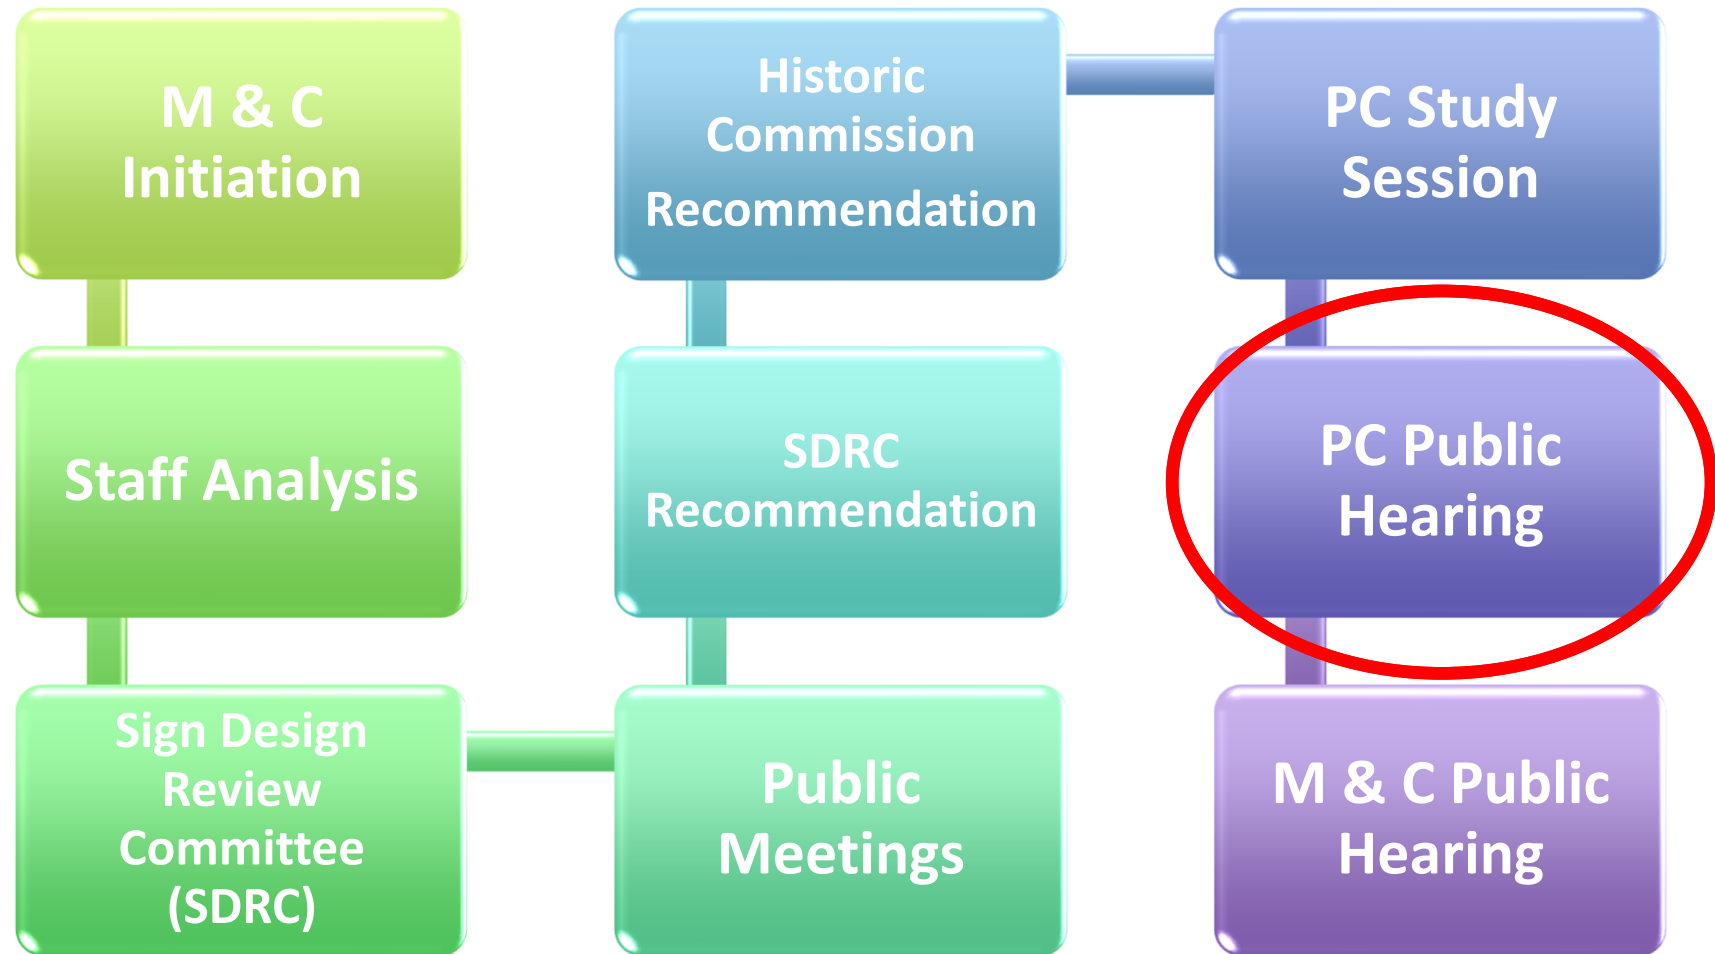 M & C
Initiation
Staff Analysis
Sign Design
Review
Committee
(SDRC)
Public
Meetings
SDRC
Recommendation
Historic
Commission
Recommendation
PC Study
Session
PC Public
Hearing
M & C Public
Hearing